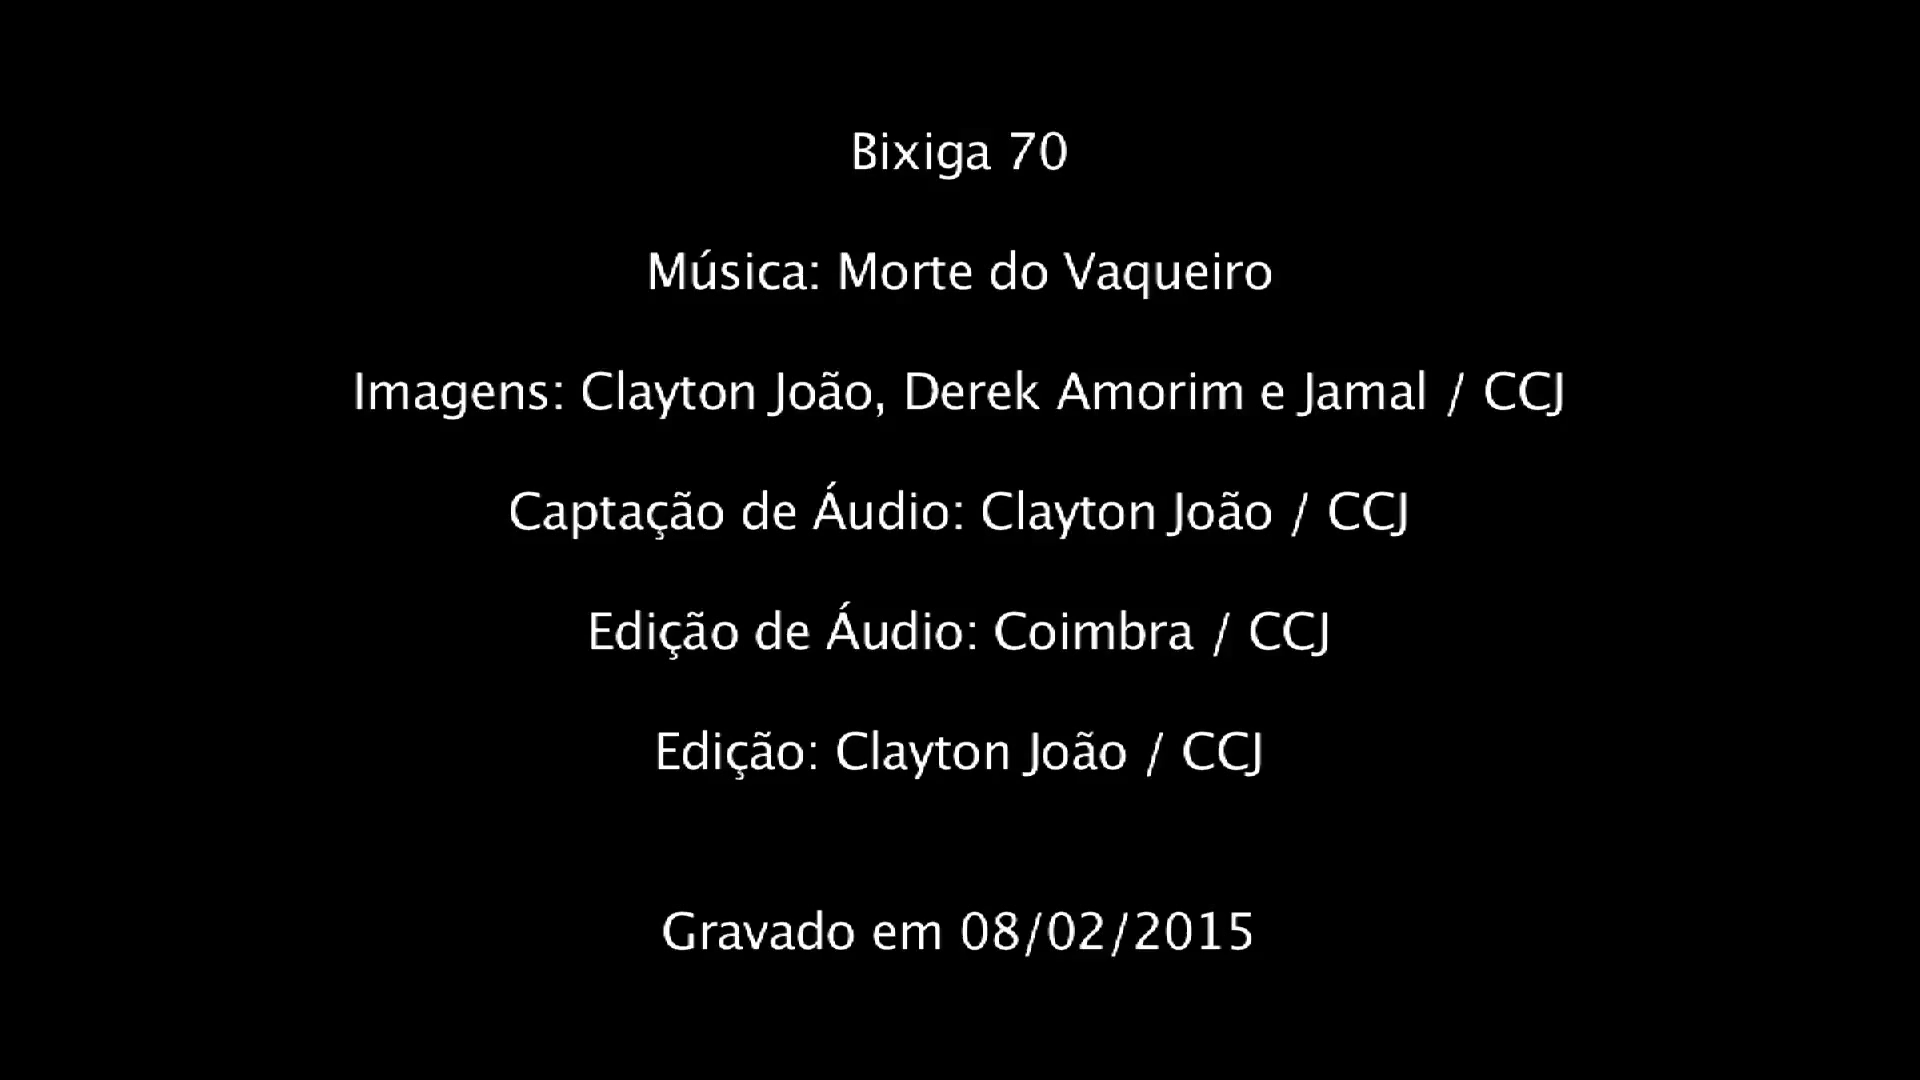 Bixiga 70
Música: Morte do Vaqueiro
Imagens: Clayton João, Derek Amorim e Jamal / CCJ
Captação de Áudio: Clayton João / CCJ
Edição de Áudio: Coimbra / CCJ
Edição: Clayton João / CCJ
Gravado em 08/02/2015